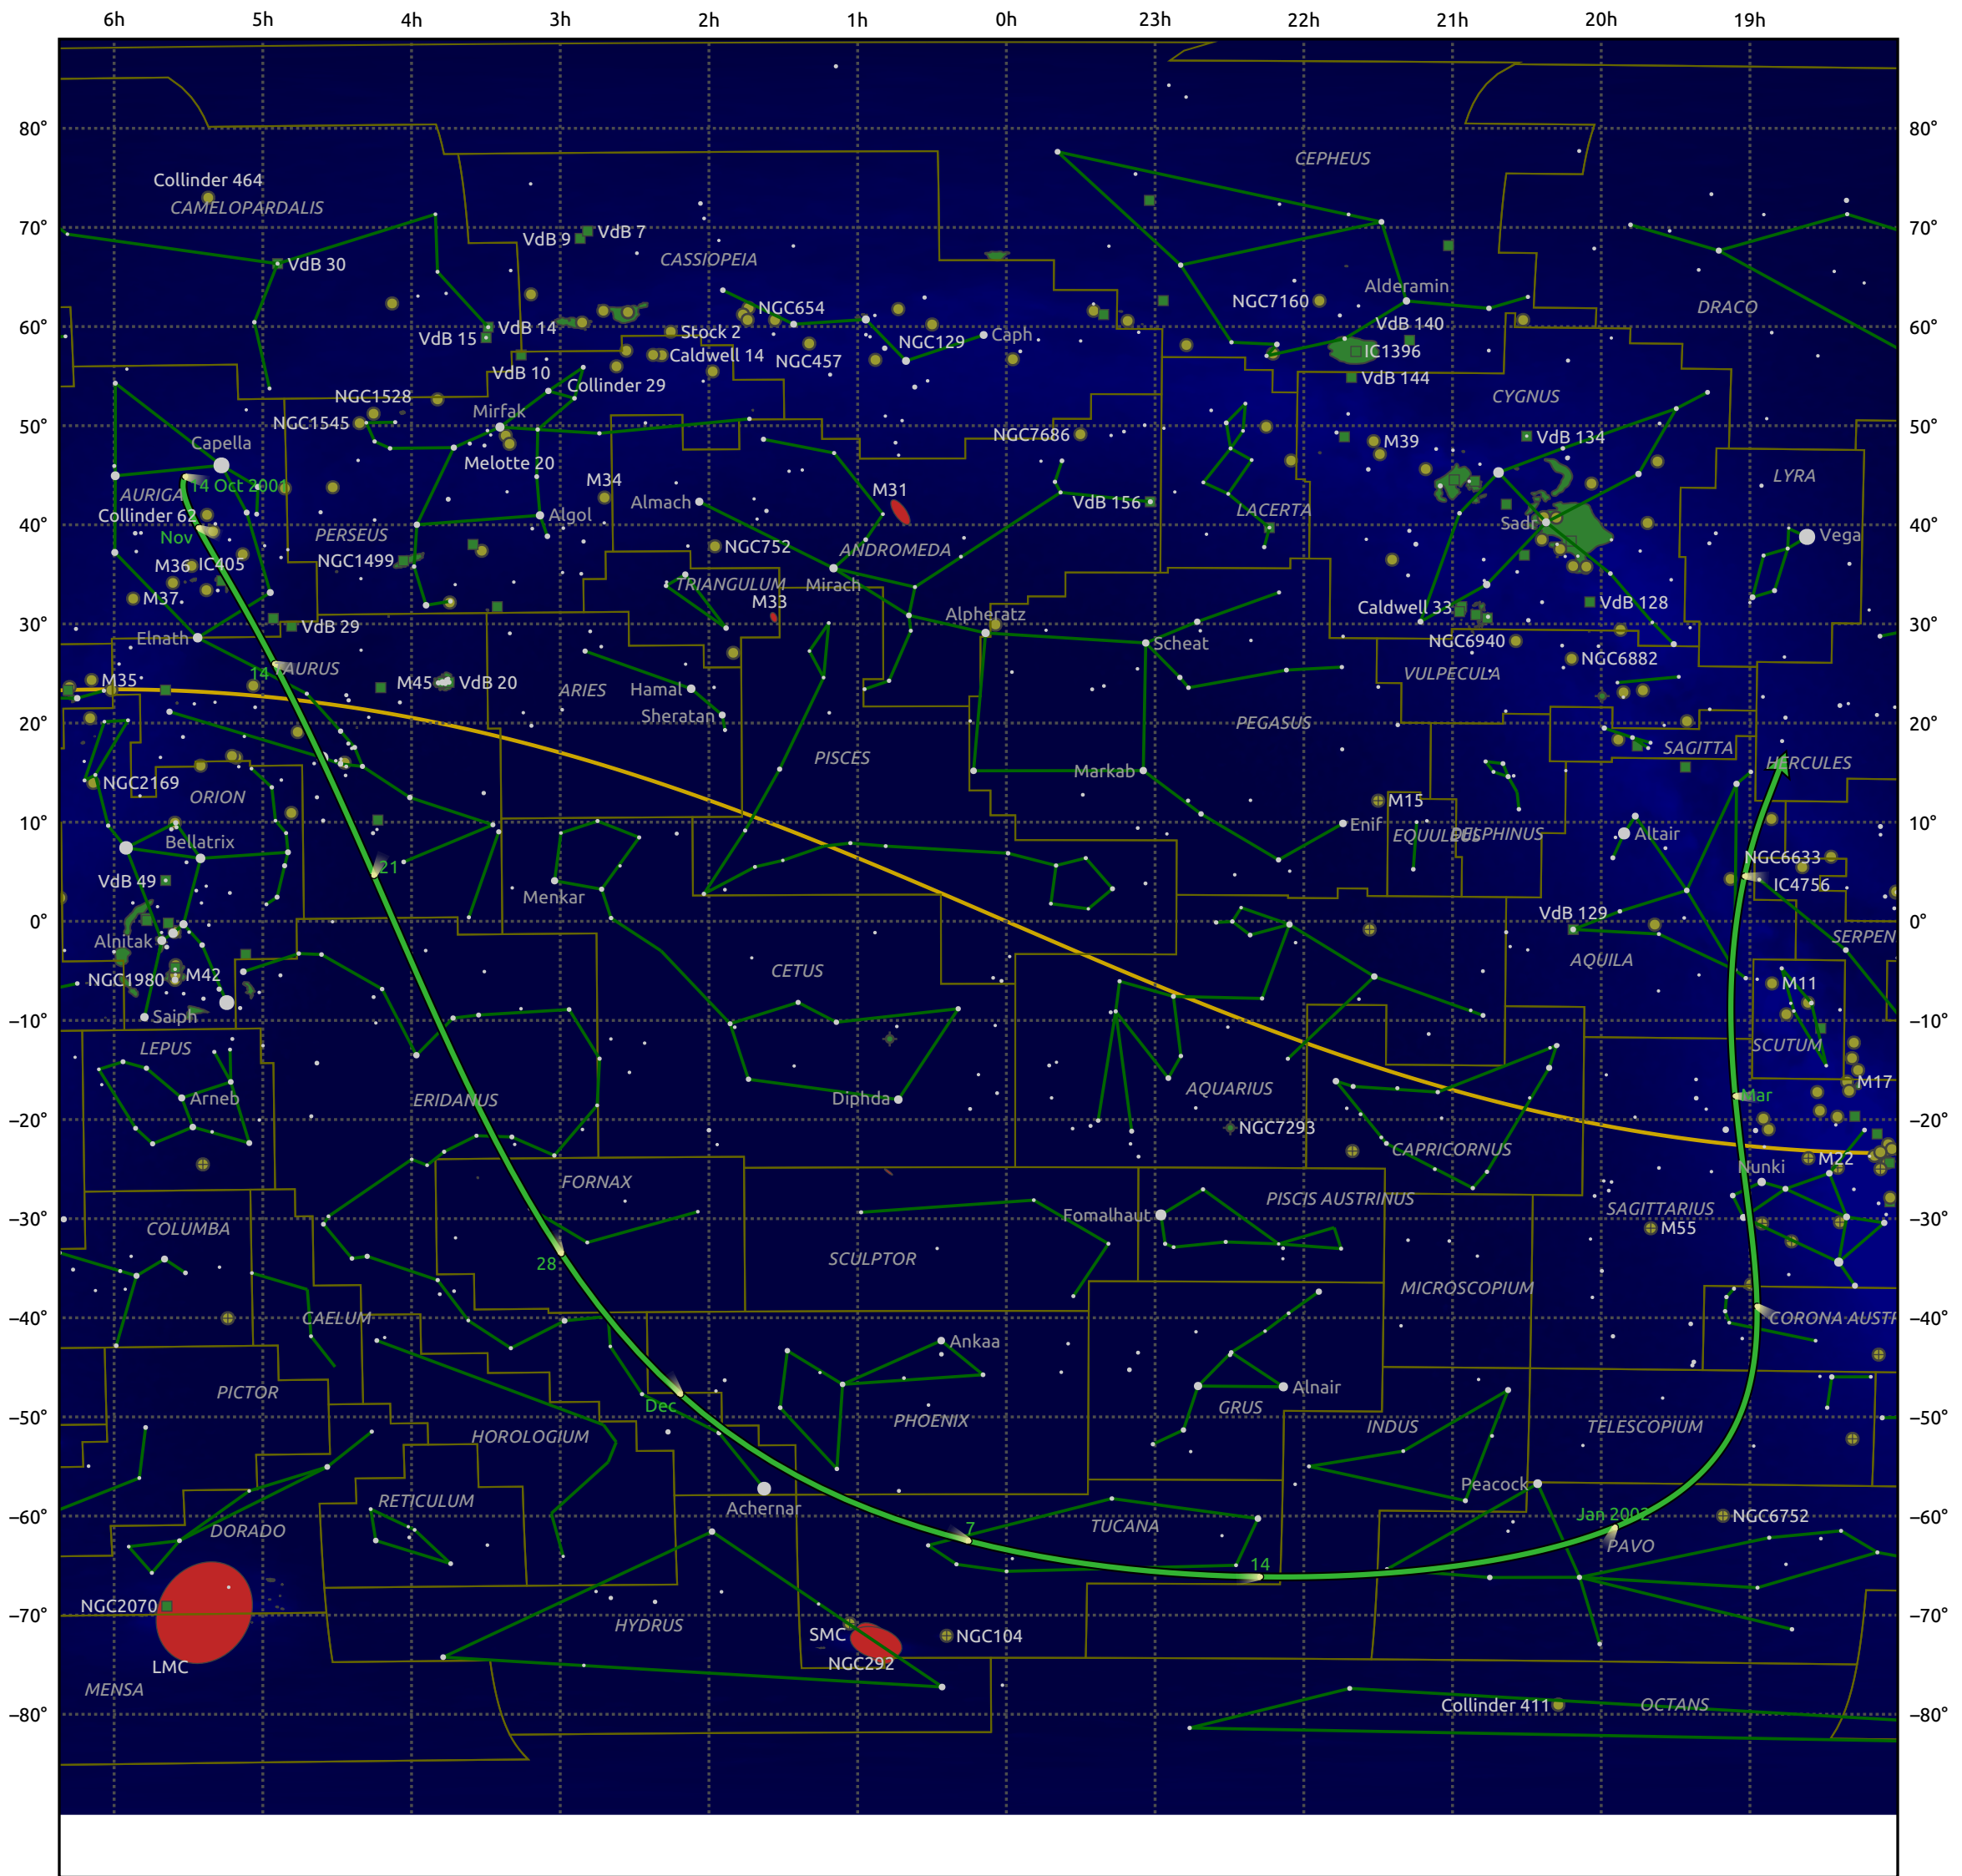 6h 5h 4h 3h 2h 1h 0h 23h 22h 21h 20h 19h
80° 80°
CEPHEUS
Collinder 464
CAMELOPARDALIS
70° 70°
VdB 9 VdB 7
CASSIOPEIA
VdB 30
Alderamin
NGC7160
NGC654
DRACO
60° 60°
VdB 14
VdB 15
Stock 2
NGC129
Caph
VdB 140
IC1396
Caldwell 14
NGC457
VdB 10
Collinder 29
VdB 144
NGC1528
CYGNUS
NGC1545
Mirfak
50° 50°
NGC7686
M39
VdB 134
Capella
Melotte 20
LYRA
M34
14 Oct 2001
AURIGA
Almach
M31
VdB 156
LACERTA
Collinder 62
Algol
Sadr
40° 40°
Nov
PERSEUS
Vega
NGC752
ANDROMEDA
M36 IC405
NGC1499
TRIANGULUM
Mirach
M37
M33
Caldwell 33
VdB 128
Alpheratz
30° 30°
VdB 29
Elnath
Scheat
NGC6940
NGC6882
14
TAURUS
VULPECULA
M35
M45 VdB 20
ARIES
Hamal
Sheratan
20° 20°
PEGASUS
SAGITTA
PISCES
HERCULES
Markab
NGC2169
ORION
M15
10° 10°
Enif
EQUULEUS
DELPHINUS
Altair
Bellatrix
NGC6633
21
VdB 49
Menkar
IC4756
0° 0°
VdB 129
Alnitak
SERPEN
AQUILA
CETUS
NGC1980 M42
M11
−10° −10°
Saiph
LEPUS
SCUTUM
M17
AQUARIUS
Arneb
ERIDANUS
Diphda
Mar
−20° −20°
NGC7293
CAPRICORNUS
M22
Nunki
FORNAX
PISCIS AUSTRINUS
SAGITTARIUS
−30° −30°
Fomalhaut
COLUMBA
M55
28
SCULPTOR
MICROSCOPIUM
−40° −40°
CAELUM
CORONA AUSTR
Ankaa
PICTOR
Alnair
Dec
GRUS
−50° −50°
PHOENIX
INDUS
TELESCOPIUM
HOROLOGIUM
Peacock
RETICULUM
Achernar
−60° −60°
Jan 2002
NGC6752
DORADO
7
TUCANA
PAVO
14
NGC2070
−70° −70°
HYDRUS
SMC
NGC104
LMC
NGC292
MENSA
Collinder 411
OCTANS
−80° −80°